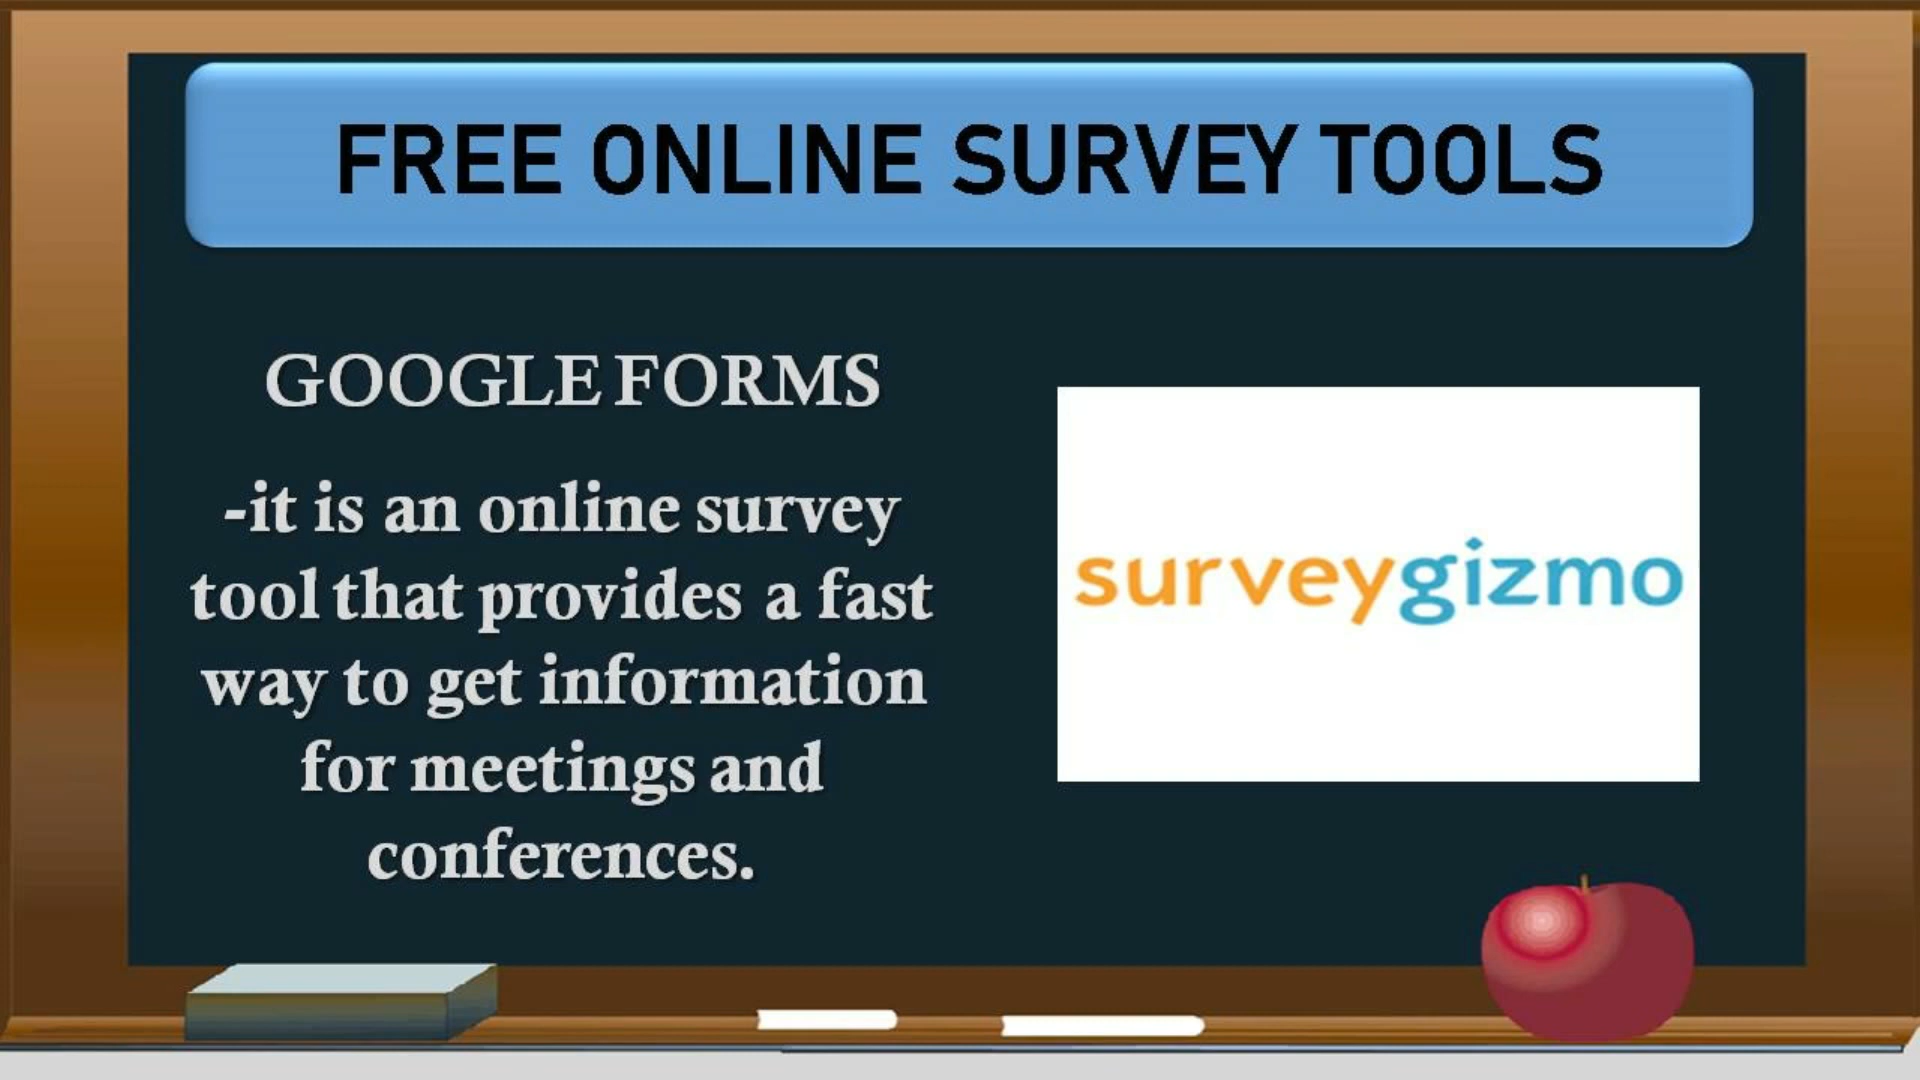 FREE ONLINE SURVEY TOOLS
GOOGLE FORMS
-it is an online survey
tool that provides a fast
way to get information
for meetings and
conferences.
surveygizmo